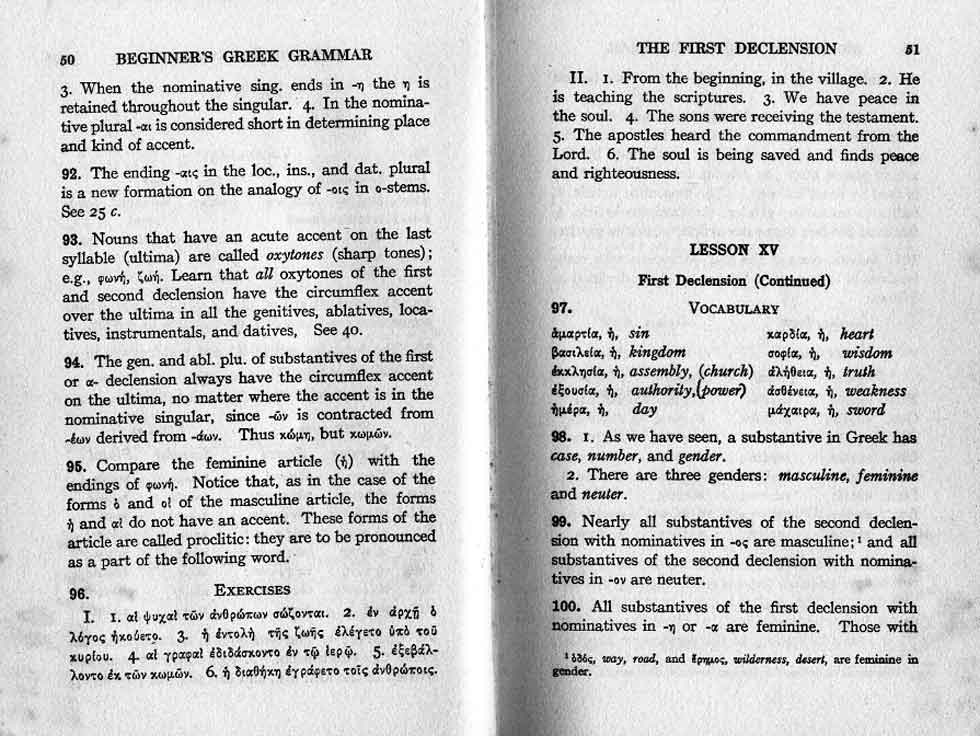 50 BEGINNER'S GREEK GRAMMAR
3. When the nominative sing. ends in -η the η is
retained throughout the singular. 4. In the nomina-
tive plural -αι is considered short in determining place
and kind of accent.
92. The ending -αις in the loc., ins., and dat. plural
is a new formation on the analogy of -οις in ο-stems.
See 25 c.
93. Nouns that have an acute accent on the last
syllable (ultima) are called oxytones (sharp tones);
e.g., φωνή, ζωή. Learn that all oxytones of the first
and second declension have the circumflex accent
over the ultima in all the genitives, ablatives, loca-
tives, instrumentals, and datives, See 40.
94. The gen. and abl. plu. of substantives of the first
or α- declension always have the circumflex accent
on the ultima, no matter where the accent is in the
nominative singular, since -ῶν is contracted from
-έων derived from -άων. Thus κώμη, but κωμῶν.
95. Compare the feminine article (ἡ) with the
endings of φωνή. Notice that, as in the case of the
forms ὁ and οἱ of the masculine article, the forms
ἡ and αἱ do not have an accent. These forms of the
article are called proclitic: they are to be pronounced
as a part of the following word.
96. EXERCISES
I. 1. αἱ ψυχαὶ τῶν ἀνθρώπων σώζονται. 2. ἐν ἀρχῇ ὁ
λόγος ἠκούετο. 3. ἡ ἐντολὴ τῆς ζωῆς ἐλέγετο ὑπὸ τοῦ
κυρίου. 4. αἱ γραφαὶ ἐδιδάσκοντο ἐν τῷ ἱερῷ. 5. ἐξεβάλ-
λοντο ἐκ τῶν κωμῶν. 6. ἡ διαθήκη ἐγράφετο τοῖς ἀνθρώποις.
THE FIRST DECLENSION 51
II. 1. From the beginning, in the village. 2. He
is teaching the scriptures. 3. We have peace in
the soul. 4. The sons were receiving the testament.
5. The apostles heard the commandment from the
Lord. 6. The soul is being saved and finds peace
and righteousness.
LESSON XV
First Declension (Continued)
97. VOCABULARY
ἁμαρτία, ἡ, sin καρδία, ἡ, heart
βασιλεία, ἡ, kingdom σοφία, ἡ, wisdom
ἐκκλησία, ἡ, assembly, (church) ἀλήθεια, ἡ, truth
ἐξουσία, ἡ, authority,(power) ἀσθένεια, ἡ, weakness
ἡμέρα, ἡ, day μάχαιρα, ἡ, sword
98. 1. As we have seen, a substantive in Greek has
case, number, and gender.
2. There are three genders: masculine, feminine
and neuter.
99. Nearly all substantives of the second declen-
sion with nominatives in -ος are masculine;¹ and all
substantives of the second declension with nomina-
tives in -ον are neuter.
100. All substantives of the first declension with
nominatives in -η or -α are feminine. Those with
¹ ὁδός, way, road, and ἔρημος, wilderness, desert, are feminine in
gender.